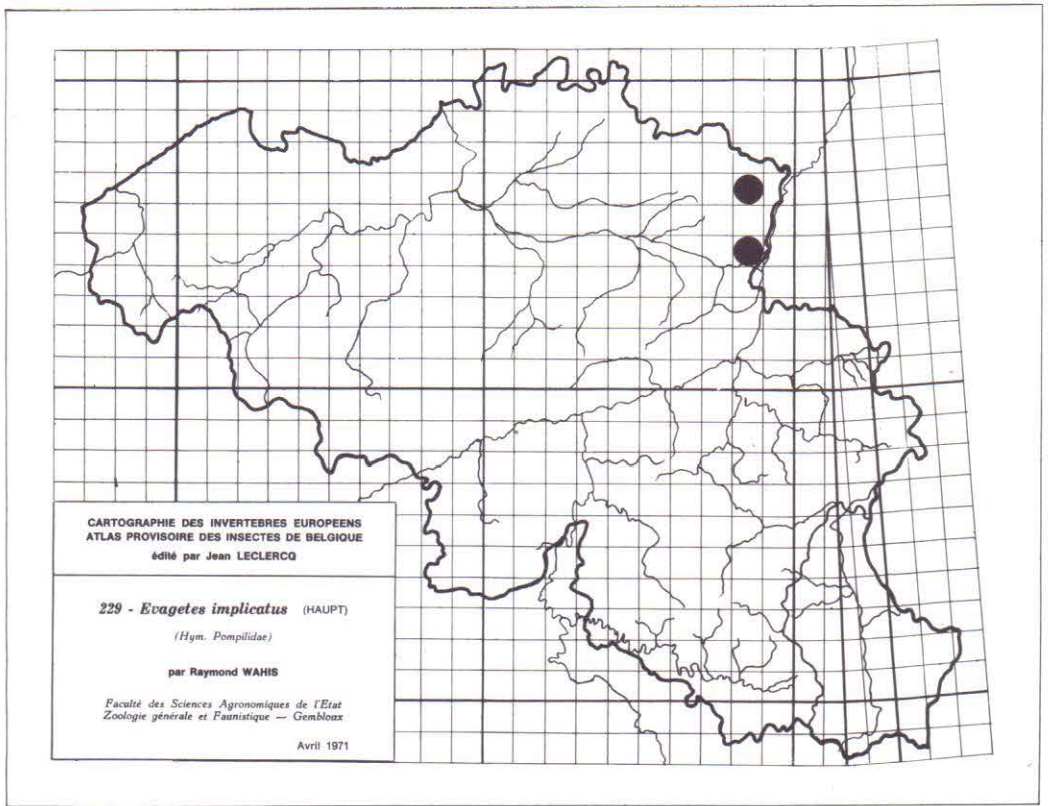 CARTOGRAPHIE DES INVERTEBRES EUROPEENS
ATLAS PROVISOIRE DES INSECTES DE BELGIQUE
édité par Jean LECLERCQ
229 - Evagetes implicatus (HAUPT)
(Hym. Pompilidae)
par Raymond WAHIS
Faculté des Sciences Agronomiques de l'Etat
Zoologie générale et Faunistique — Gembloux
Avril 1971